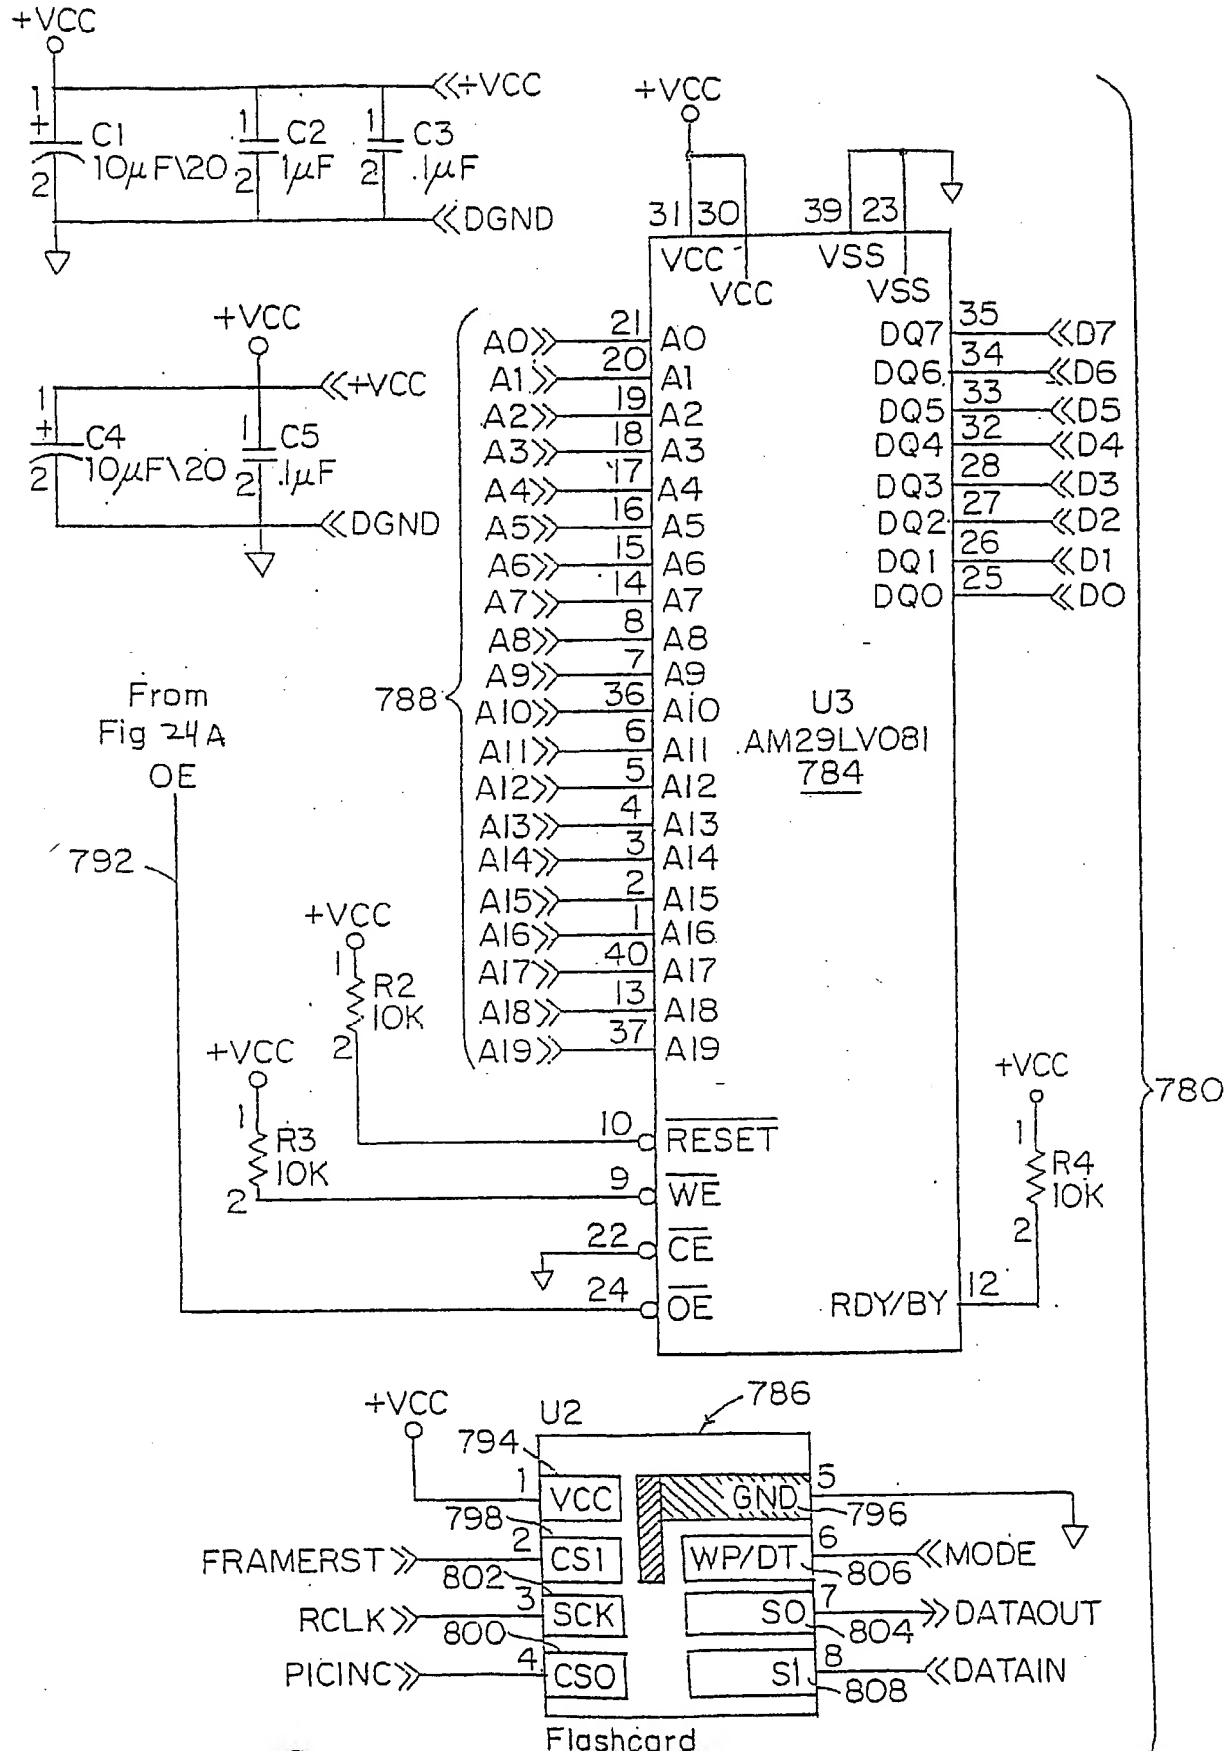 +VCC
1
+
C1
10µF\20
2
1
C2
1µF
2
1
C3
.1µF
2
+VCC
DGND
+VCC
1
+
C4
10µF\20
2
1
C5
.1µF
2
+VCC
DGND
+VCC
31 30 39 23
VCC VSS
VCC VSS
A0 21 A0
A1 20 A1
A2 19 A2
A3 18 A3
A4 17 A4
A5 16 A5
A6 15 A6
A7 14 A7
A8 8 A8
A9 7 A9
A10 36 A10
A11 6 A11
A12 5 A12
A13 4 A13
A14 3 A14
A15 2 A15
A16 1 A16
A17 40 A17
A18 13 A18
A19 37 A19
788
DQ7 35 D7
DQ6 34 D6
DQ5 33 D5
DQ4 32 D4
DQ3 28 D3
DQ2 27 D2
DQ1 26 D1
DQ0 25 D0
U3
AM29LV081
784
From
Fig 24A
OE
792
+VCC
1
R2
10K
2
+VCC
1
R3
10K
2
10 RESET
9 WE
22 CE
24 OE
RDY/BY 12
+VCC
1
R4
10K
2
780
+VCC
U2
786
794
1 VCC
798
FRAMERST 2 CS1
802
RCLK 3 SCK
800
PICINC 4 CS0
GND 5
796
WP/DT 6 MODE
806
SO 7 DATAOUT
804
S1 8 DATAIN
808
Flashcard